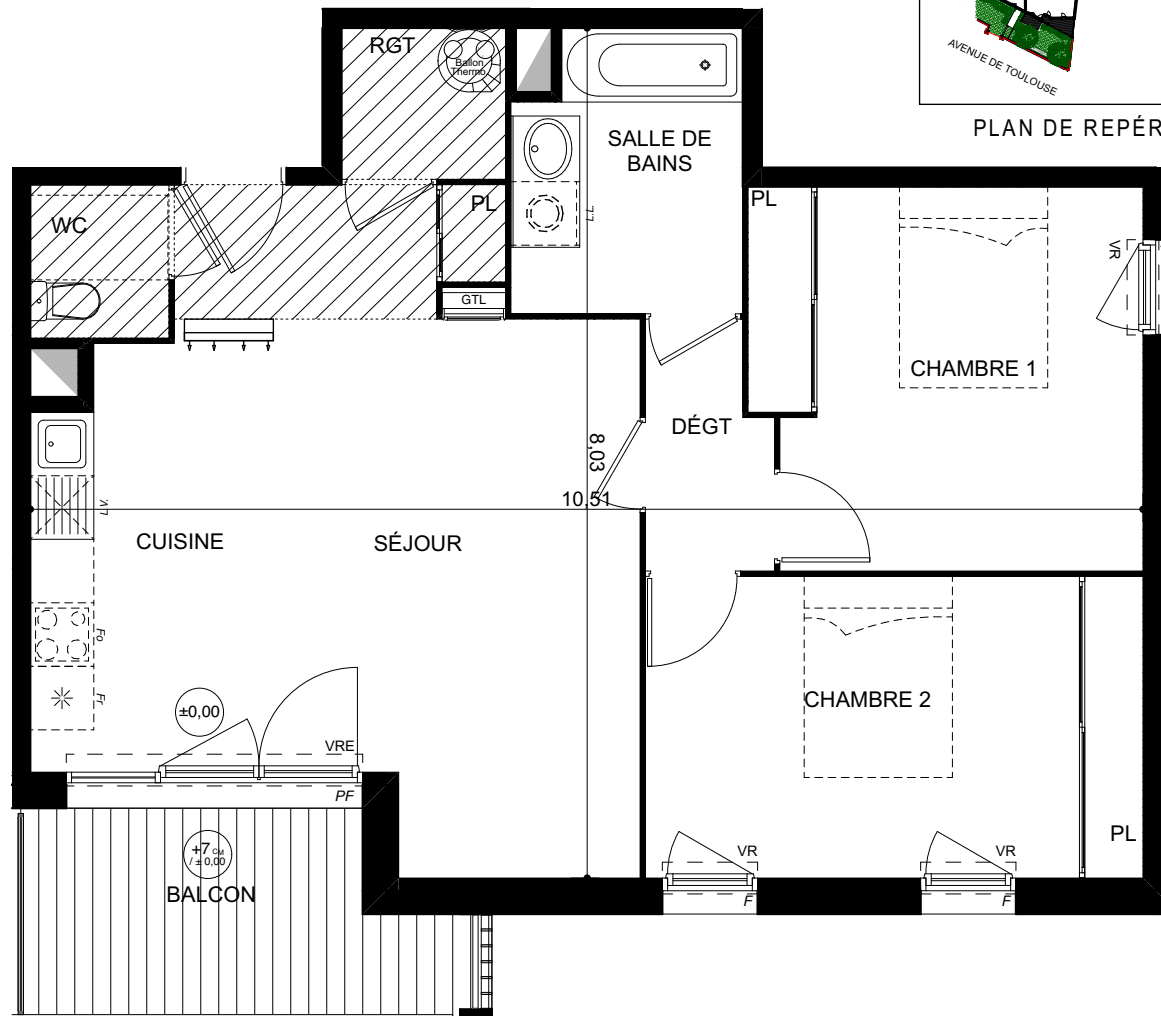 AVENUE DE TOULOUSE
PLAN DE REPÉR
RGT
Ballon
Thermo
SALLE DE
BAINS
WC
PL
PL
VR
GTL
LL
CHAMBRE 1
DÉGT
8,03
10,51
LV
CUISINE
SÉJOUR
Fo
Fr
±0,00
CHAMBRE 2
VRE
PF
+7 CM
/ ± 0,00
BALCON
VR
VR
PL
F
F